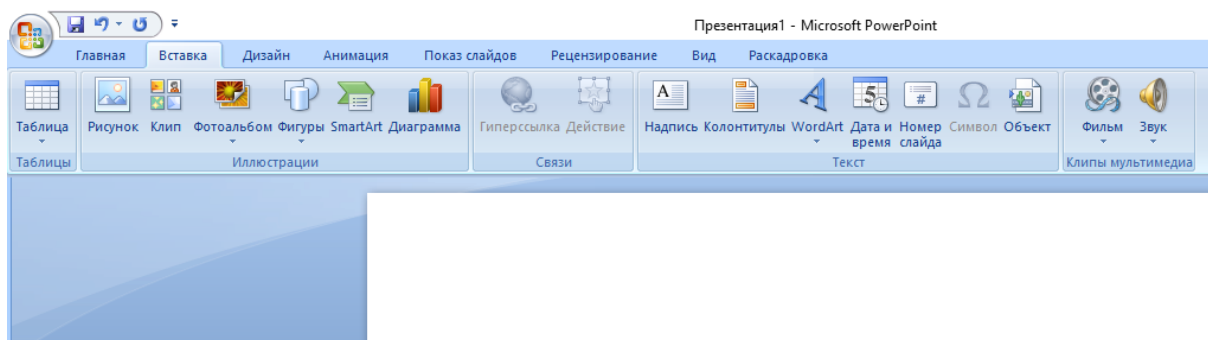 Презентация1 - Microsoft PowerPoint
Главная Вставка Дизайн Анимация Показ слайдов Рецензирование Вид Раскадровка
Таблица Рисунок Клип Фотоальбом Фигуры SmartArt Диаграмма Гиперссылка Действие Надпись Колонтитулы WordArt Дата и время Номер слайда Символ Объект Фильм Звук
Таблицы Иллюстрации Связи Текст Клипы мультимедиа